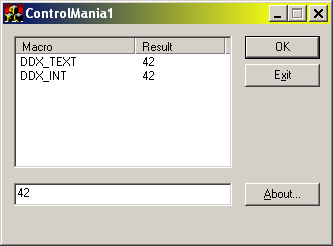 ControlMania1
Macro Result
DDX_TEXT 42
DDX_INT 42
OK
Exit
42
About...